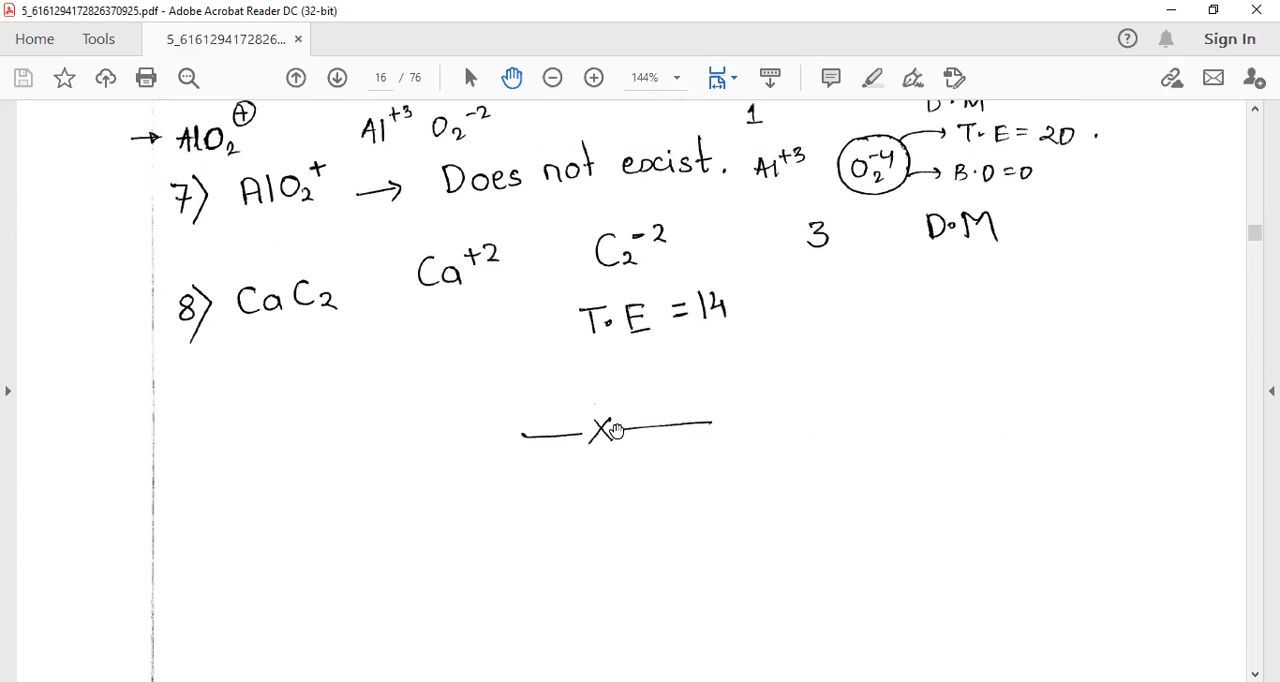 5_6161294172826370925.pdf - Adobe Acrobat Reader DC (32-bit)
Home Tools 5_6161294172826... × Sign In
16 / 76 144%
→ AlO₂⁺ Al⁺³ O₂⁻² 1 D.M
→ T.E = 20 .
7) AlO₂⁺ → Does not excist. Al⁺³ O₂⁻⁴ → B.O = 0
8) CaC₂ Ca⁺² C₂⁻² 3 D.M
T.E = 14
X